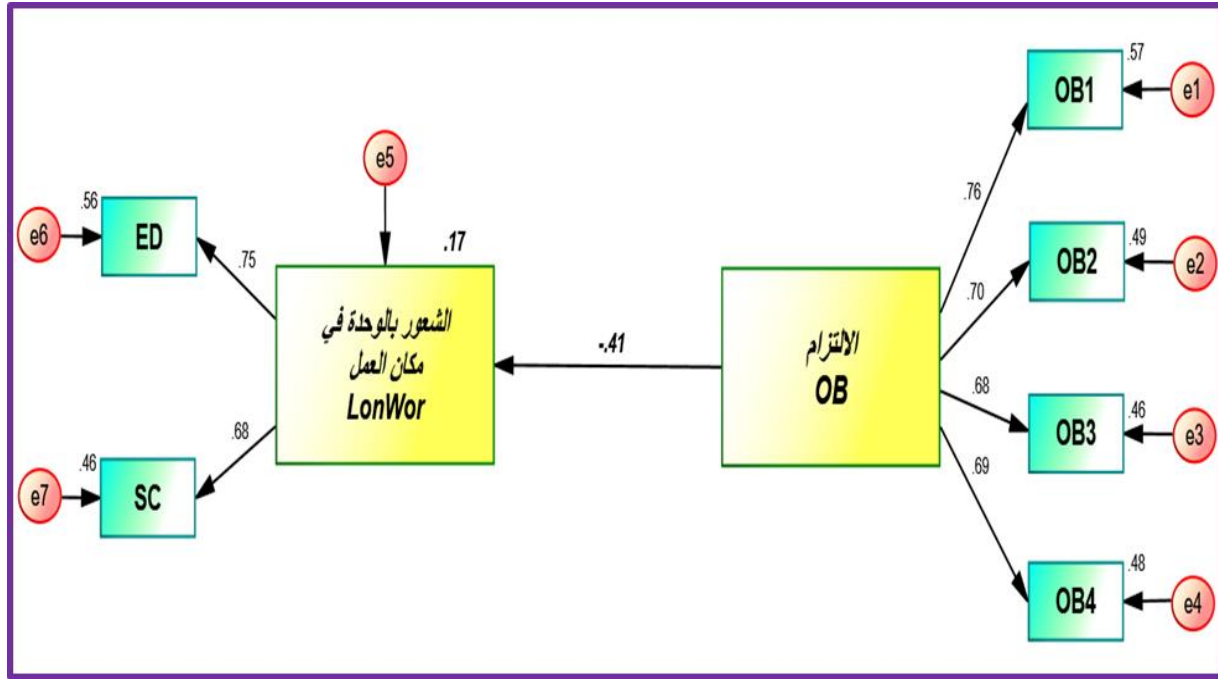 e5
e6
.56
ED
.75
e7
.46
SC
.68
.17
الشعور بالوحدة في
مكان العمل
LonWor
-.41
الالتزام
OB
.76
.57
OB1
e1
.70
.49
OB2
e2
.68
.46
OB3
e3
.69
.48
OB4
e4